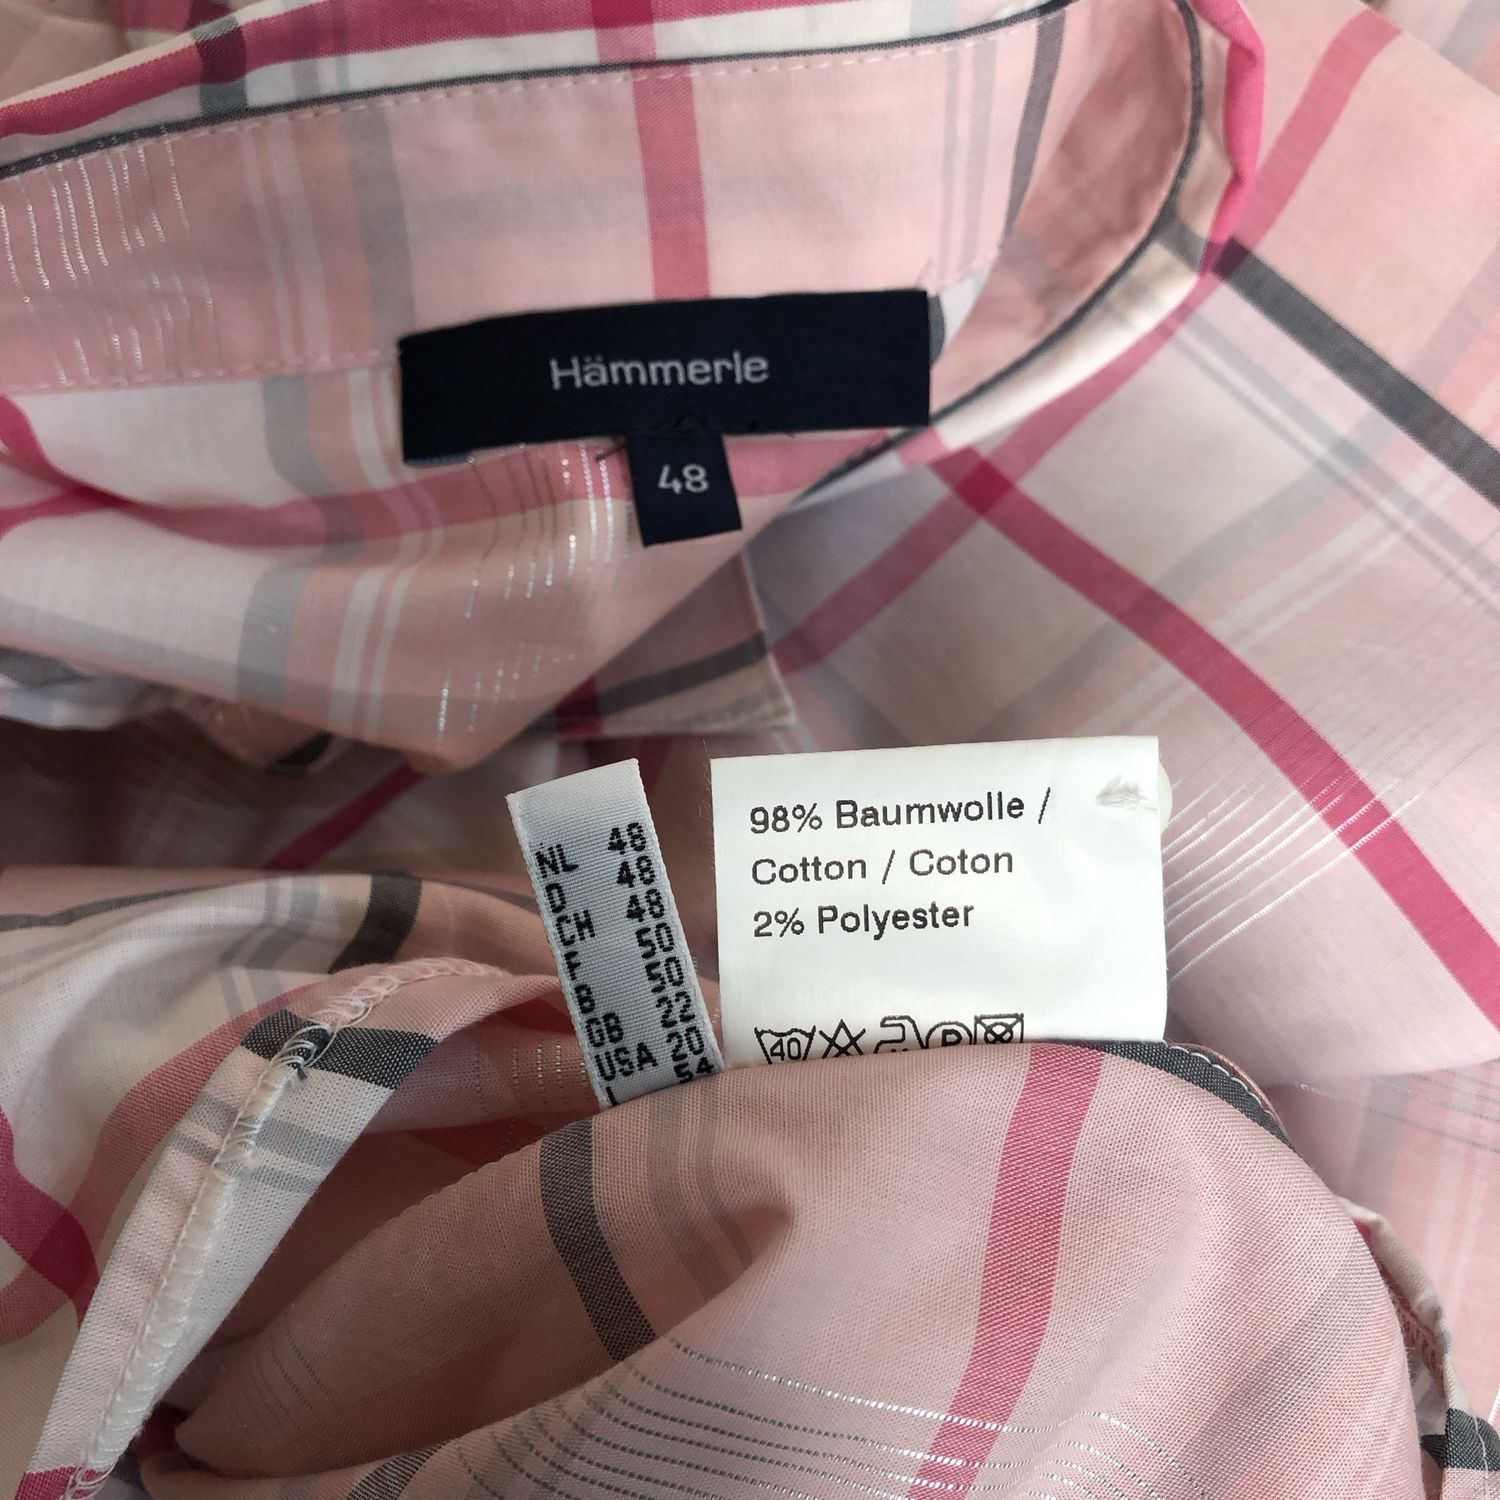 Hämmerle
48
NL 48
D 48
CH 48
F 50
B 50
GB 22
USA 20
I 54
98% Baumwolle /
Cotton / Coton
2% Polyester
40 P